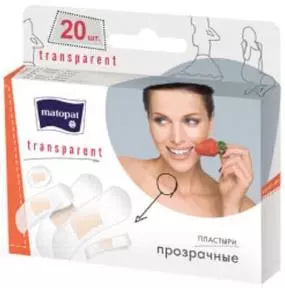 20 шт.
transparent
matopat
transparent
пластыри
прозрачные